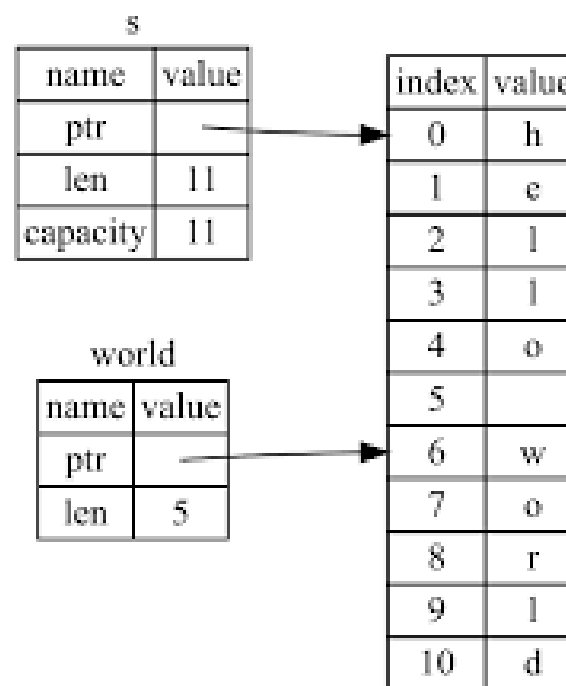 s
name value
ptr
len 11
capacity 11
world
name value
ptr
len 5
index value
0 h
1 e
2 l
3 l
4 o
5
6 w
7 o
8 r
9 l
10 d